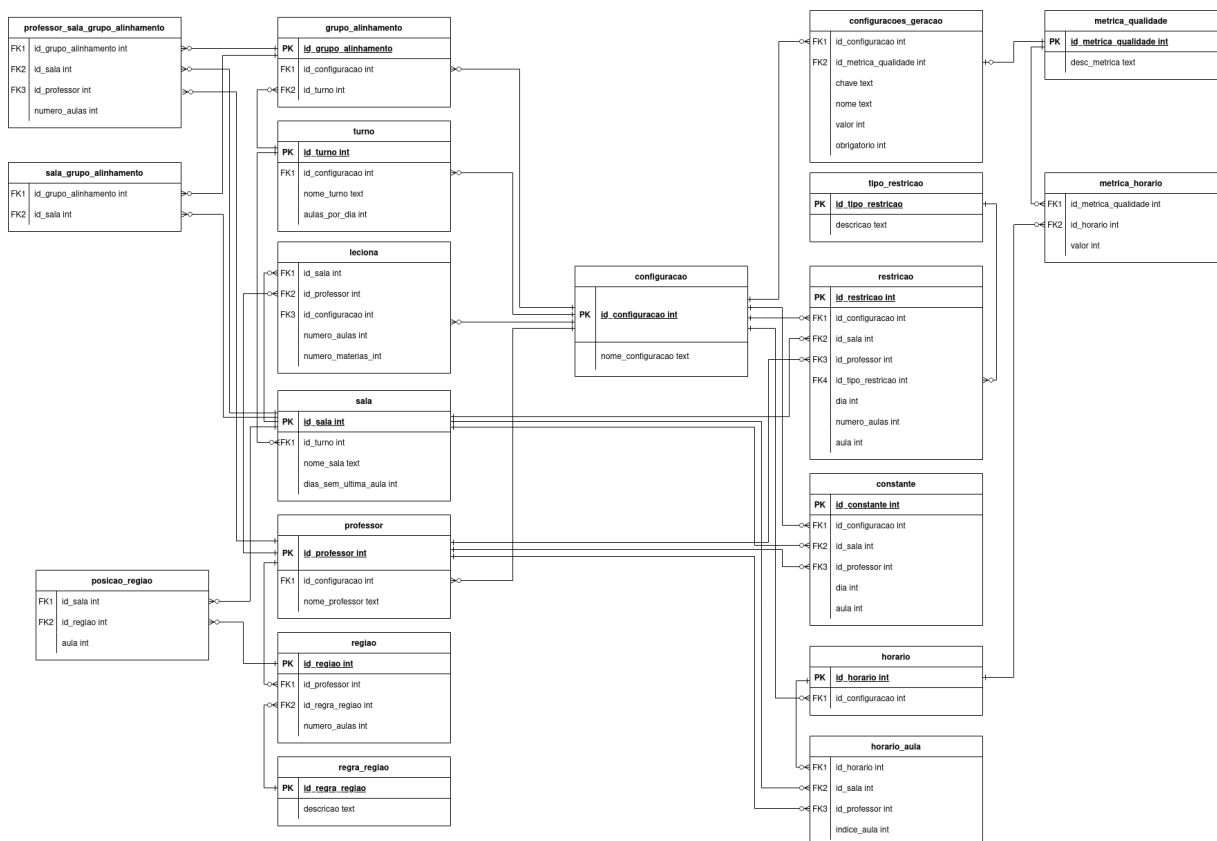 professor_sala_grupo_alinhamento
FK1 id_grupo_alinhamento int
FK2 id_sala int
FK3 id_professor int
numero_aulas int
sala_grupo_alinhamento
FK1 id_grupo_alinhamento int
FK2 id_sala int
posicao_regiao
FK1 id_sala int
FK2 id_regiao int
aula int
grupo_alinhamento
PK id_grupo_alinhamento
FK1 id_configuracao int
FK2 id_turno int
turno
PK id_turno int
FK1 id_configuracao int
nome_turno text
aulas_por_dia int
leciona
FK1 id_sala int
FK2 id_professor int
FK3 id_configuracao int
numero_aulas int
numero_materias_int
sala
PK id_sala int
FK1 id_turno int
nome_sala text
dias_sem_ultima_aula int
professor
PK id_professor int
FK1 id_configuracao int
nome_professor text
regiao
PK id_regiao int
FK1 id_professor int
FK2 id_regra_regiao int
numero_aulas int
regra_regiao
PK id_regra_regiao
descricao text
configuracao
PK id_configuracao int
nome_configuracao text
configuracoes_geracao
FK1 id_configuracao int
FK2 id_metrica_qualidade int
chave text
nome text
valor int
obrigatorio int
tipo_restricao
PK id_tipo_restricao
descricao text
restricao
PK id_restricao int
FK1 id_configuracao int
FK2 id_sala int
FK3 id_professor int
FK4 id_tipo_restricao int
dia int
numero_aulas int
aula int
constante
PK id_constante int
FK1 id_configuracao int
FK2 id_sala int
FK3 id_professor int
dia int
aula int
horario
PK id_horario int
FK1 id_configuracao int
horario_aula
FK1 id_horario int
FK2 id_sala int
FK3 id_professor int
indice_aula int
metrica_qualidade
PK id_metrica_qualidade int
desc_metrica text
metrica_horario
FK1 id_metrica_qualidade int
FK2 id_horario int
valor int